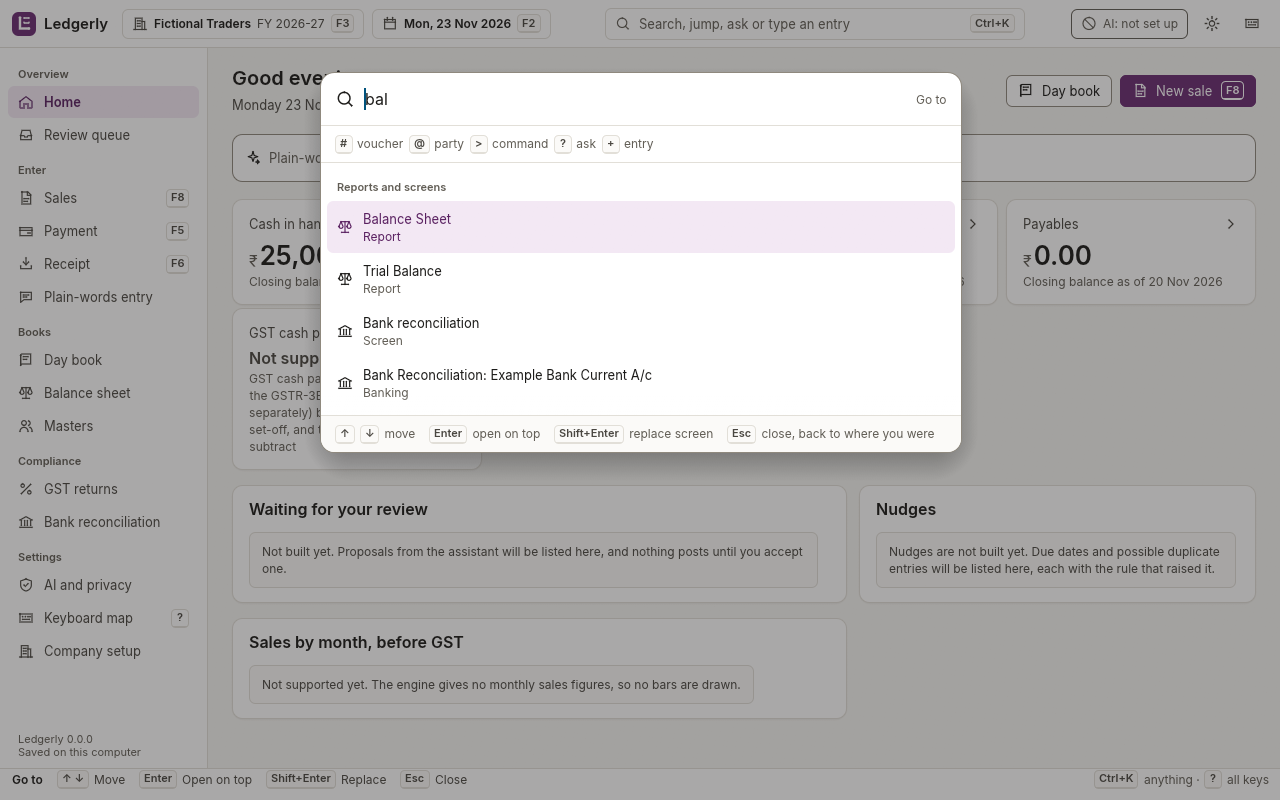 Ledgerly
Fictional Traders FY 2026-27 F3
Mon, 23 Nov 2026 F2
Search, jump, ask or type an entry Ctrl+K
AI: not set up
Overview
Home
Review queue
Enter
Sales F8
Payment F5
Receipt F6
Plain-words entry
Books
Day book
Balance sheet
Masters
Compliance
GST returns
Bank reconciliation
Settings
AI and privacy
Keyboard map ?
Company setup
Ledgerly 0.0.0
Saved on this computer
Good
Monday 23 No
Day book
New sale F8
bal
Go to
# voucher @ party > command ? ask + entry
Reports and screens
Balance Sheet
Report
Trial Balance
Report
Bank reconciliation
Screen
Bank Reconciliation: Example Bank Current A/c
Banking
↑ ↓ move Enter open on top Shift+Enter replace screen Esc close, back to where you were
Plain-wo
Cash in han
₹25,0
Closing bala
Payables
₹0.00
Closing balance as of 20 Nov 2026
GST cash p
Not supp
GST cash pa
the GSTR-3B
separately) b
set-off, and t
subtract
Waiting for your review
Not built yet. Proposals from the assistant will be listed here, and nothing posts until you accept
one.
Nudges
Nudges are not built yet. Due dates and possible duplicate
entries will be listed here, each with the rule that raised it.
Sales by month, before GST
Not supported yet. The engine gives no monthly sales figures, so no bars are drawn.
Go to ↑↓ Move Enter Open on top Shift+Enter Replace Esc Close
Ctrl+K anything · ? all keys